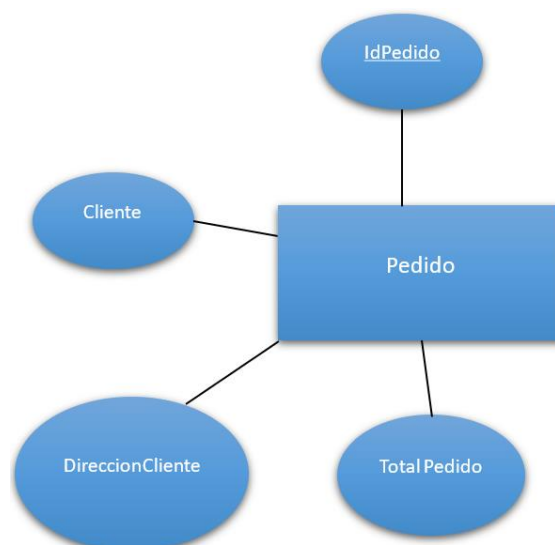 IdPedido
Cliente
Pedido
DireccionCliente
Total Pedido